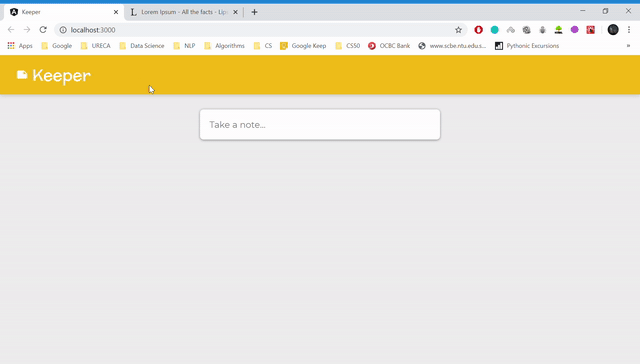 Keeper
Lorem Ipsum - All the facts - Lip
localhost:3000
Apps Google URECA Data Science NLP Algorithms CS Google Keep CS50 OCBC Bank www.scbe.ntu.edu.s... Pythonic Excursions »
Keeper
Take a note...